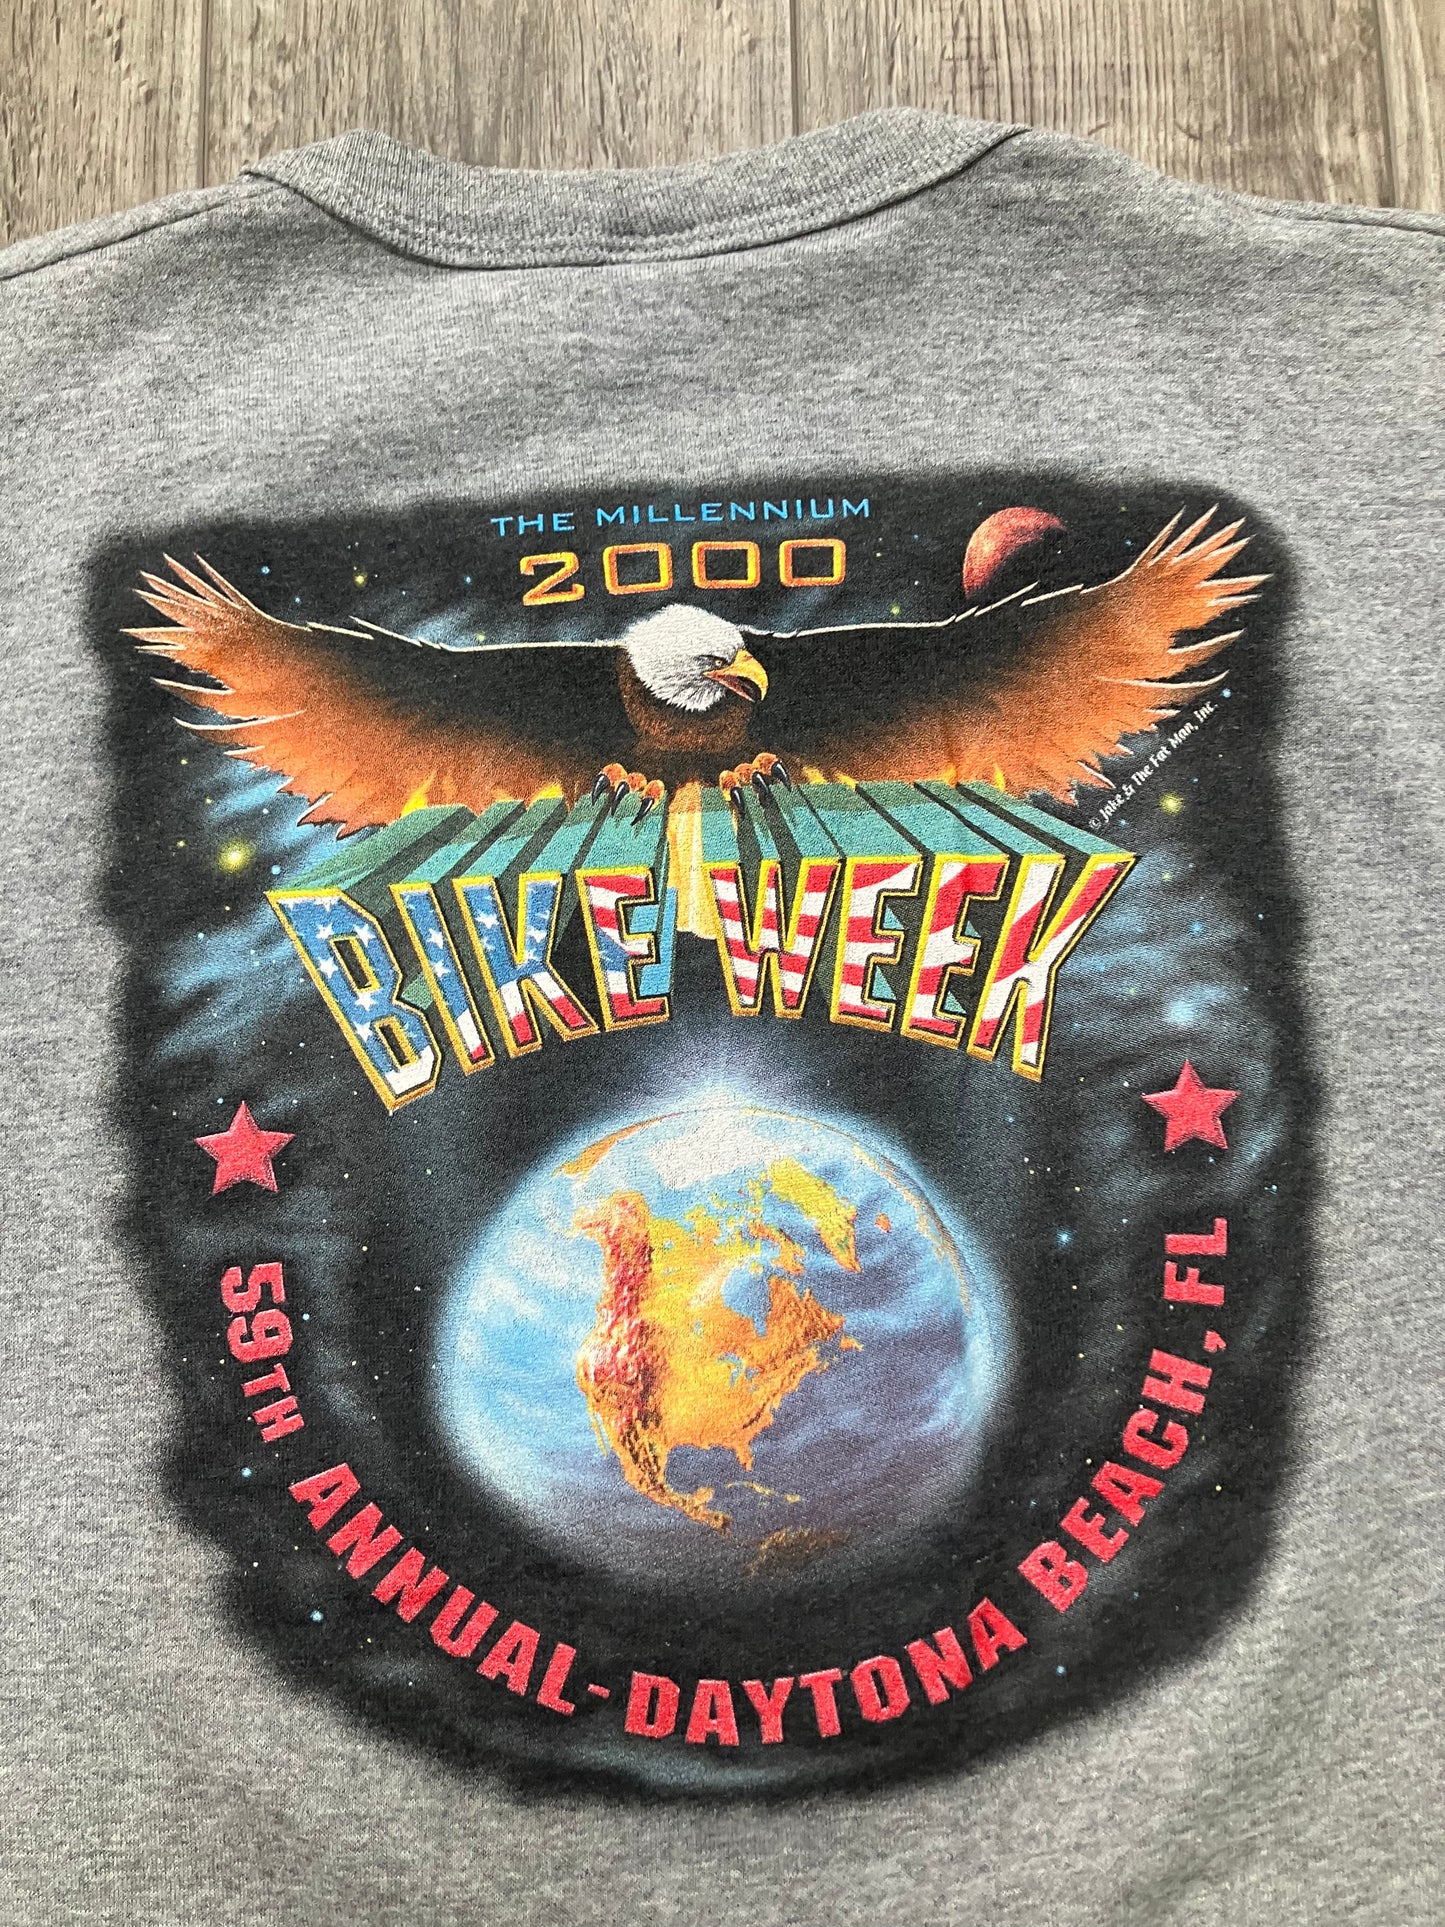 THE MILLENNIUM
2000
© Jake & The Fat Man, Inc.
BIKE WEEK
59TH ANNUAL-DAYTONA BEACH, FL